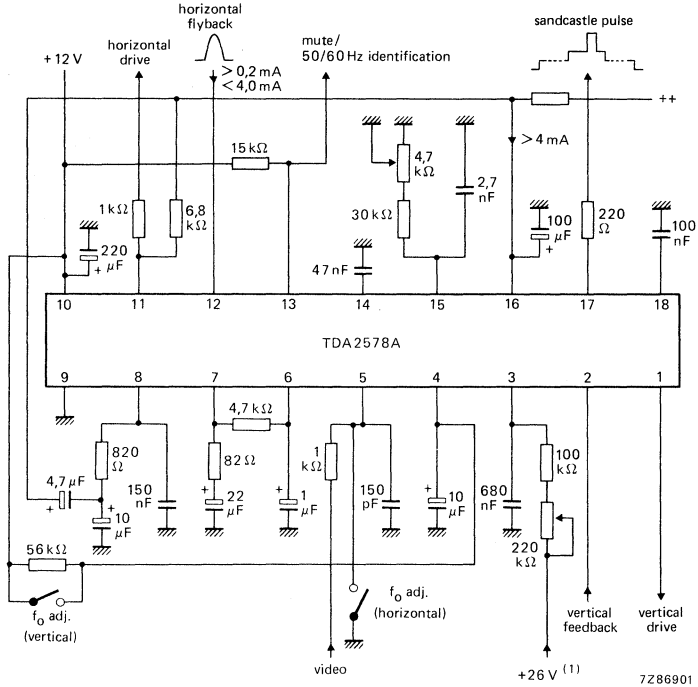 horizontal
flyback
horizontal
drive
+12 V
mute/
50/60 Hz identification
sandcastle pulse
> 0,2 mA
< 4,0 mA
++
> 4 mA
15 kΩ
4,7
kΩ
2,7
nF
1 kΩ
6,8
kΩ
30 kΩ
100
µF
+
220
Ω
100
nF
220
µF
+
47 nF
10 11 12 13 14 15 16 17 18
TDA2578A
9 8 7 6 5 4 3 2 1
4,7 kΩ
820
Ω
82 Ω
1
kΩ
100
kΩ
4,7 µF
+
+
10
µF
150
nF
+
22
µF
+
1
µF
150
pF
+
10
µF
680
nF
220
kΩ
56 kΩ
fo adj.
(vertical)
fo adj.
(horizontal)
video
vertical
feedback
vertical
drive
+26 V (1)
7Z86901